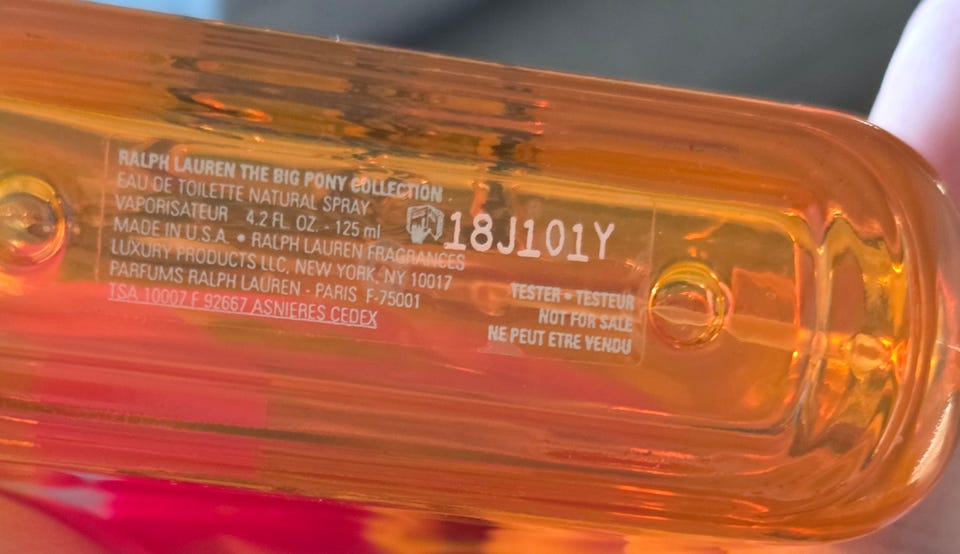 RALPH LAUREN THE BIG PONY COLLECTION
EAU DE TOILETTE NATURAL SPRAY
VAPORISATEUR 4.2 FL. OZ. - 125 ml
MADE IN U.S.A. • RALPH LAUREN FRAGRANCES
LUXURY PRODUCTS LLC, NEW YORK, NY 10017
PARFUMS RALPH LAUREN - PARIS F-75001
TSA 10007 F 92667 ASNIERES CEDEX
18J101Y
TESTER • TESTEUR
NOT FOR SALE
NE PEUT ETRE VENDU